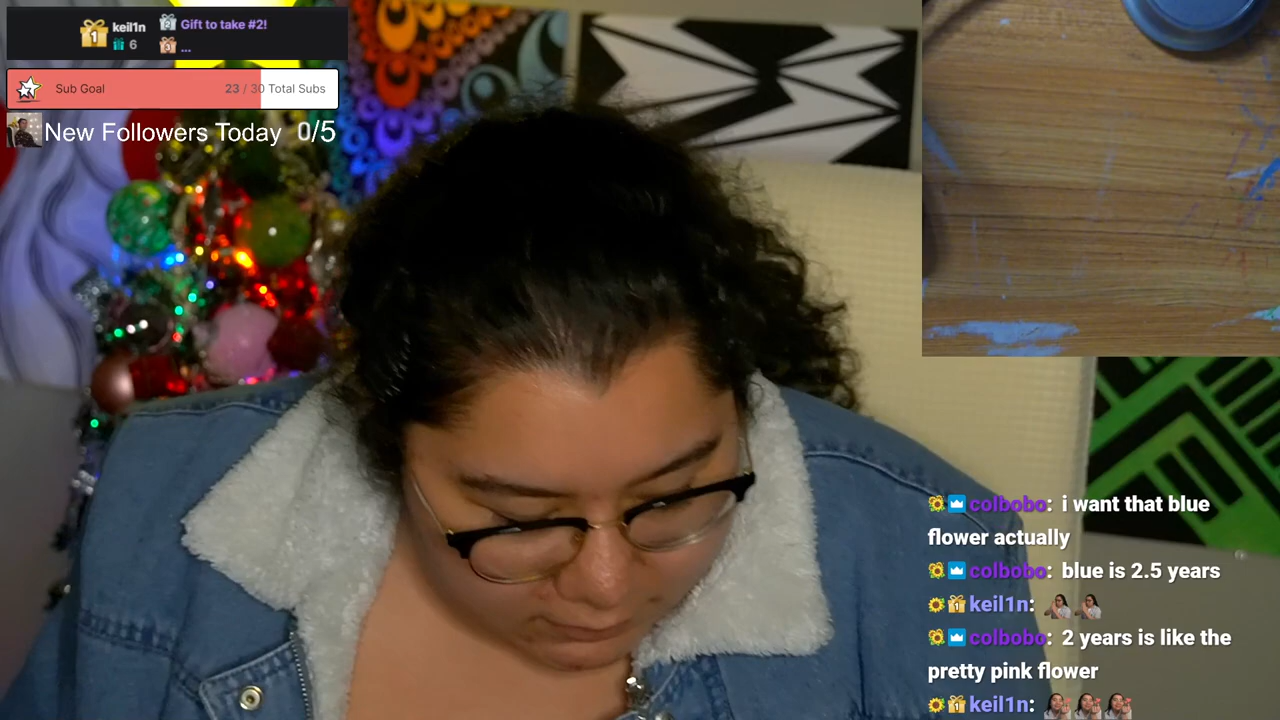 keil1n
6
Gift to take #2!
...
Sub Goal 23 / 30 Total Subs
New Followers Today 0/5
colbobo: i want that blue
flower actually
colbobo: blue is 2.5 years
keil1n:
colbobo: 2 years is like the
pretty pink flower
keil1n: